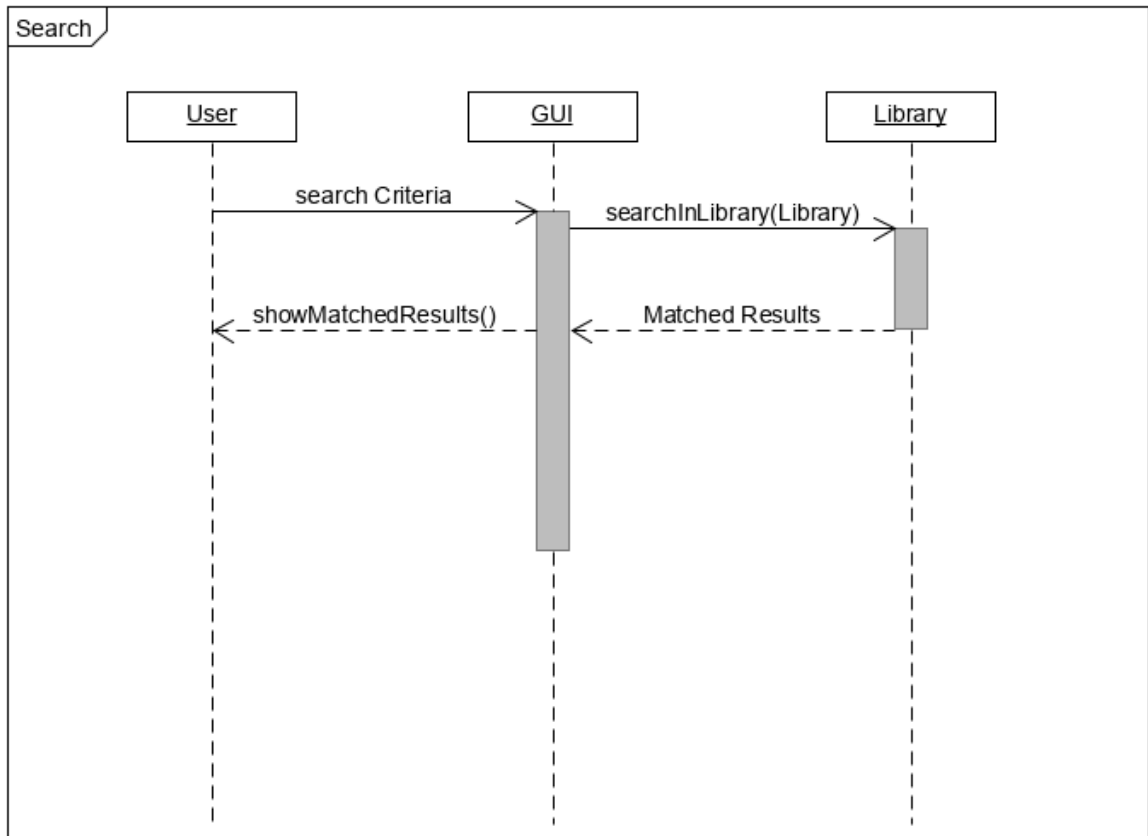 Search
User
GUI
Library
search Criteria
searchInLibrary(Library)
showMatchedResults()
Matched Results